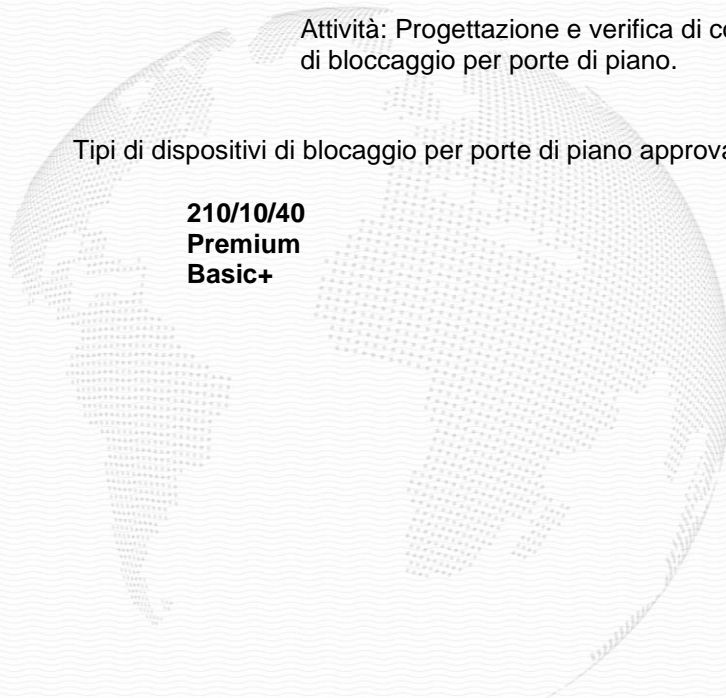 Attività: Progettazione e verifica di
di bloccaggio per porte di piano.
Tipi di dispositivi di blocaggio per porte di piano
210/10/40
Premium
Basic+